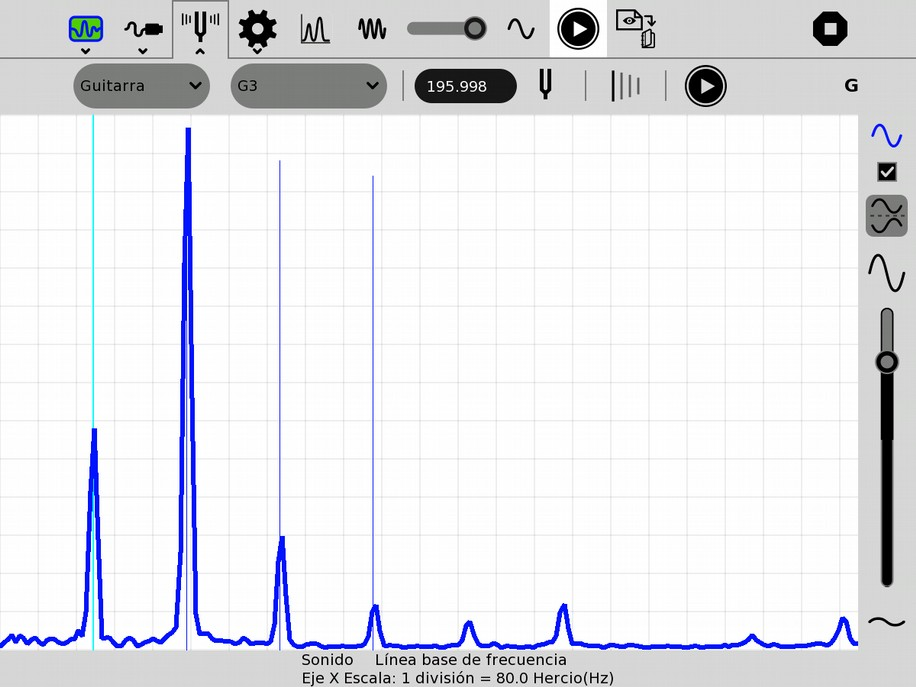 Guitarra G3 195.998 G
Sonido Línea base de frecuencia
Eje X Escala: 1 división = 80.0 Hercio(Hz)